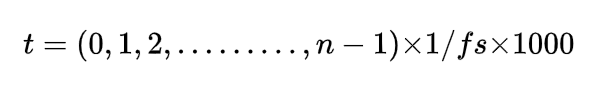 t = (0, 1, 2, . . . . . . . . . , n − 1)×1/fs×1000